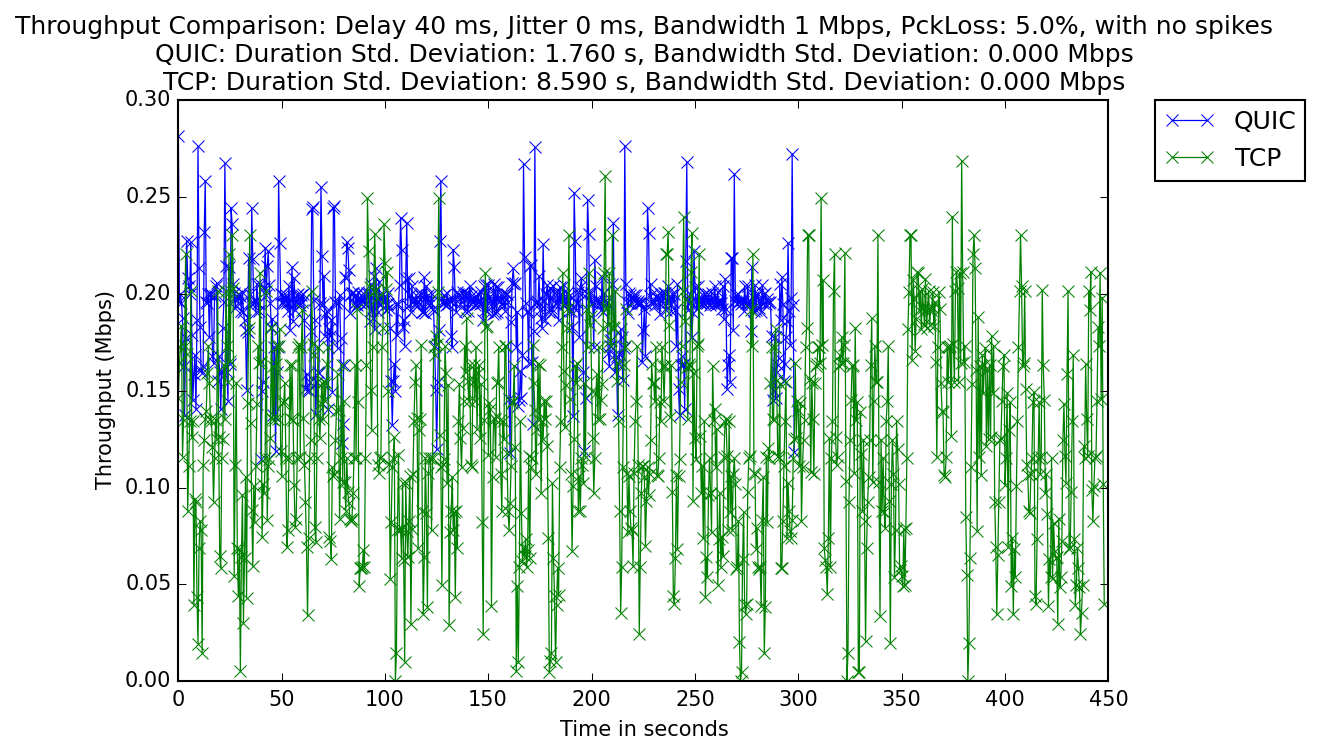 Throughput Comparison: Delay 40 ms, Jitter 0 ms, Bandwidth 1 Mbps, PckLoss: 5.0%, with no spikes
QUIC: Duration Std. Deviation: 1.760 s, Bandwidth Std. Deviation: 0.000 Mbps
TCP: Duration Std. Deviation: 8.590 s, Bandwidth Std. Deviation: 0.000 Mbps
QUIC
TCP
Throughput (Mbps)
0.30
0.25
0.20
0.15
0.10
0.05
0.00
0 50 100 150 200 250 300 350 400 450
Time in seconds